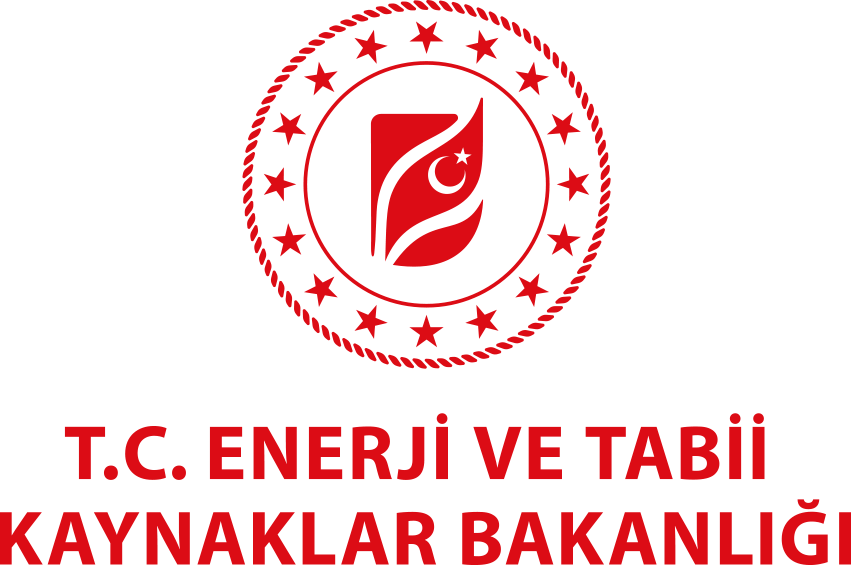 T.C. ENERJİ VE TABİİ
KAYNAKLAR BAKANLIĞI